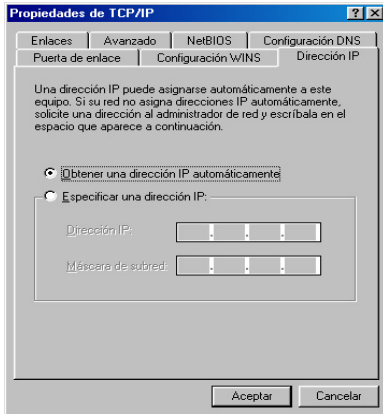 Propiedades de TCP/IP
Enlaces Avanzado NetBIOS Configuración DNS
Puerta de enlace Configuración WINS Dirección IP
Una dirección IP puede asignarse automáticamente a este
equipo. Si su red no asigna direcciones IP automáticamente,
solicite una dirección al administrador de red y escríbala en el
espacio que aparece a continuación.
Obtener una dirección IP automáticamente
Especificar una dirección IP:
Dirección IP:
Máscara de subred:
Aceptar Cancelar